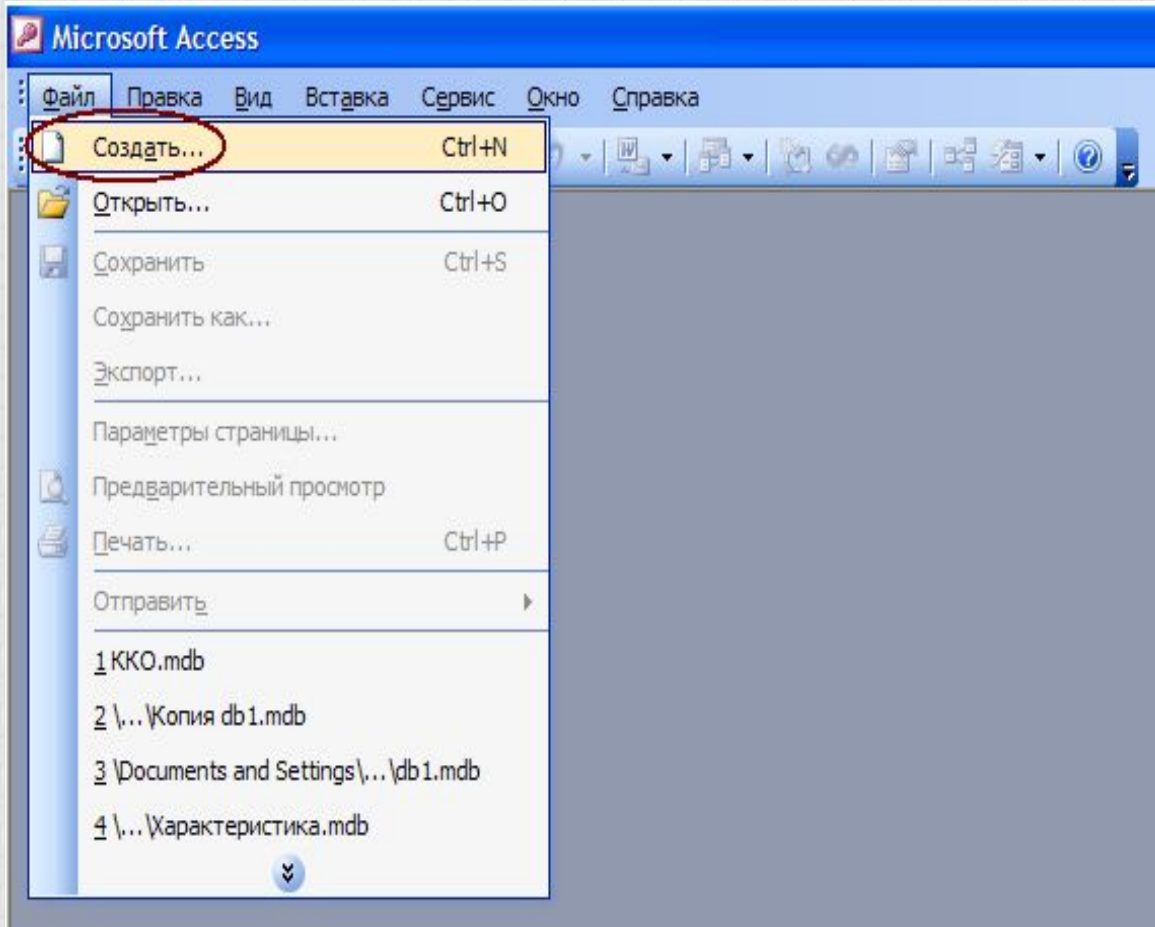 Microsoft Access
Файл Правка Вид Вставка Сервис Окно Справка
Создать... Ctrl+N
Открыть... Ctrl+O
Сохранить Ctrl+S
Сохранить как...
Экспорт...
Параметры страницы...
Предварительный просмотр
Печать... Ctrl+P
Отправить
1 ККО.mdb
2 \...\Копия db1.mdb
3 \Documents and Settings\...\db1.mdb
4 \...\Характеристика.mdb